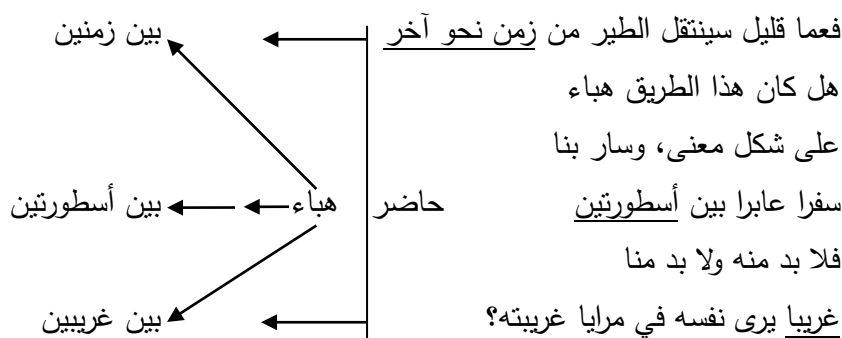 فعما قليل سينتقل الطير من زمن نحو آخر بين زمنين
هل كان هذا الطريق هباء
على شكل معنى، وسار بنا
سفرا عابرا بين أسطورتين حاضر هباء بين أسطورتين
فلا بد منه ولا بد منا
غريبا يرى نفسه في مرايا غريبته؟ بين غريبين